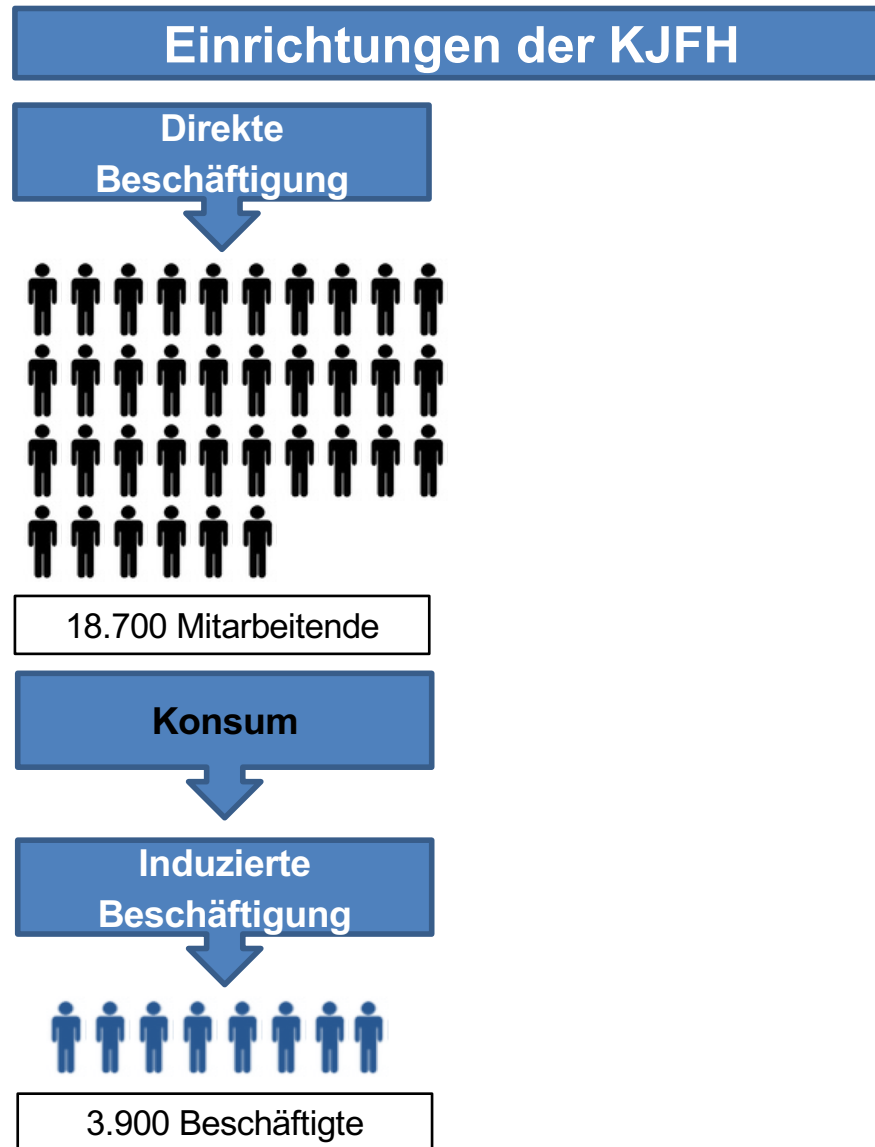 Einrichtungen der KJFH
Direkte
Beschäftigung
18.700 Mitarbeitende
Konsum
Induzierte
Beschäftigung
3.900 Beschäftigte